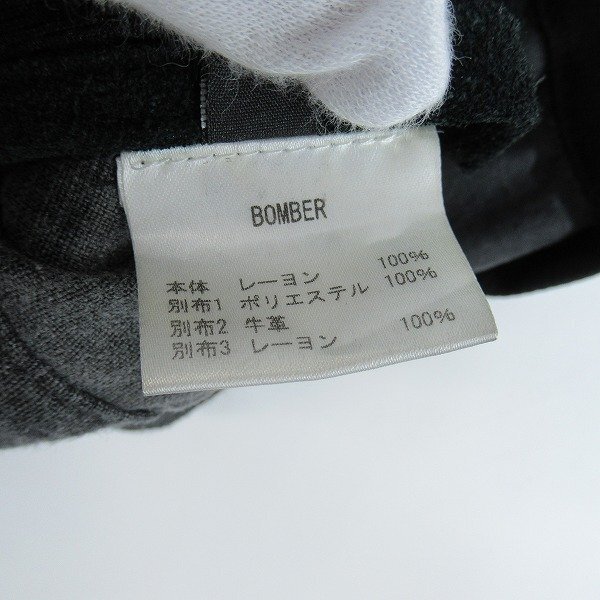 BOMBER
本体 レーヨン 100%
別布1 ポリエステル 100%
別布2 牛革
別布3 レーヨン 100%